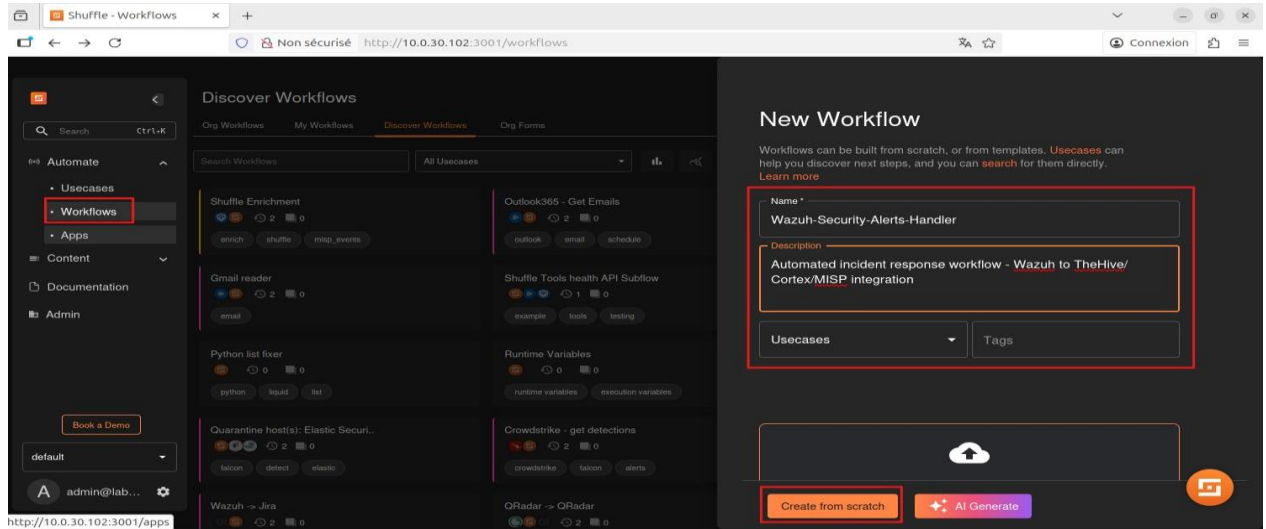 Shuffle - Workflows
Non sécurisé http://10.0.30.102:3001/workflows
Connexion
Search Ctrl+K
Automate
Usecases
Workflows
Apps
Content
Documentation
Admin
Book a Demo
default
A admin@lab...
http://10.0.30.102:3001/apps
Discover Workflows
Org Workflows My Workflows Discover Workflows Org Forms
Search Workflows All Usecases
Shuffle Enrichment
2 0
enrich shuffle misp_events
Outlook365 - Get Emails
2 0
outlook email schedule
Gmail reader
2 0
email
Shuffle Tools health API Subflow
1 0
example tools testing
Python list fixer
0 0
python liquid list
Runtime Variables
0 0
runtime variables execution variables
Quarantine host(s): Elastic Securi..
2 0
falcon detect elastic
Crowdstrike - get detections
2 0
crowdstrike falcon alerts
Wazuh -> Jira
2 0
QRadar -> QRadar
2 0
New Workflow
Workflows can be built from scratch, or from templates. Usecases can
help you discover next steps, and you can search for them directly.
Learn more
Name *
Wazuh-Security-Alerts-Handler
Description
Automated incident response workflow - Wazuh to TheHive/
Cortex/MISP integration
Usecases Tags
Create from scratch AI Generate